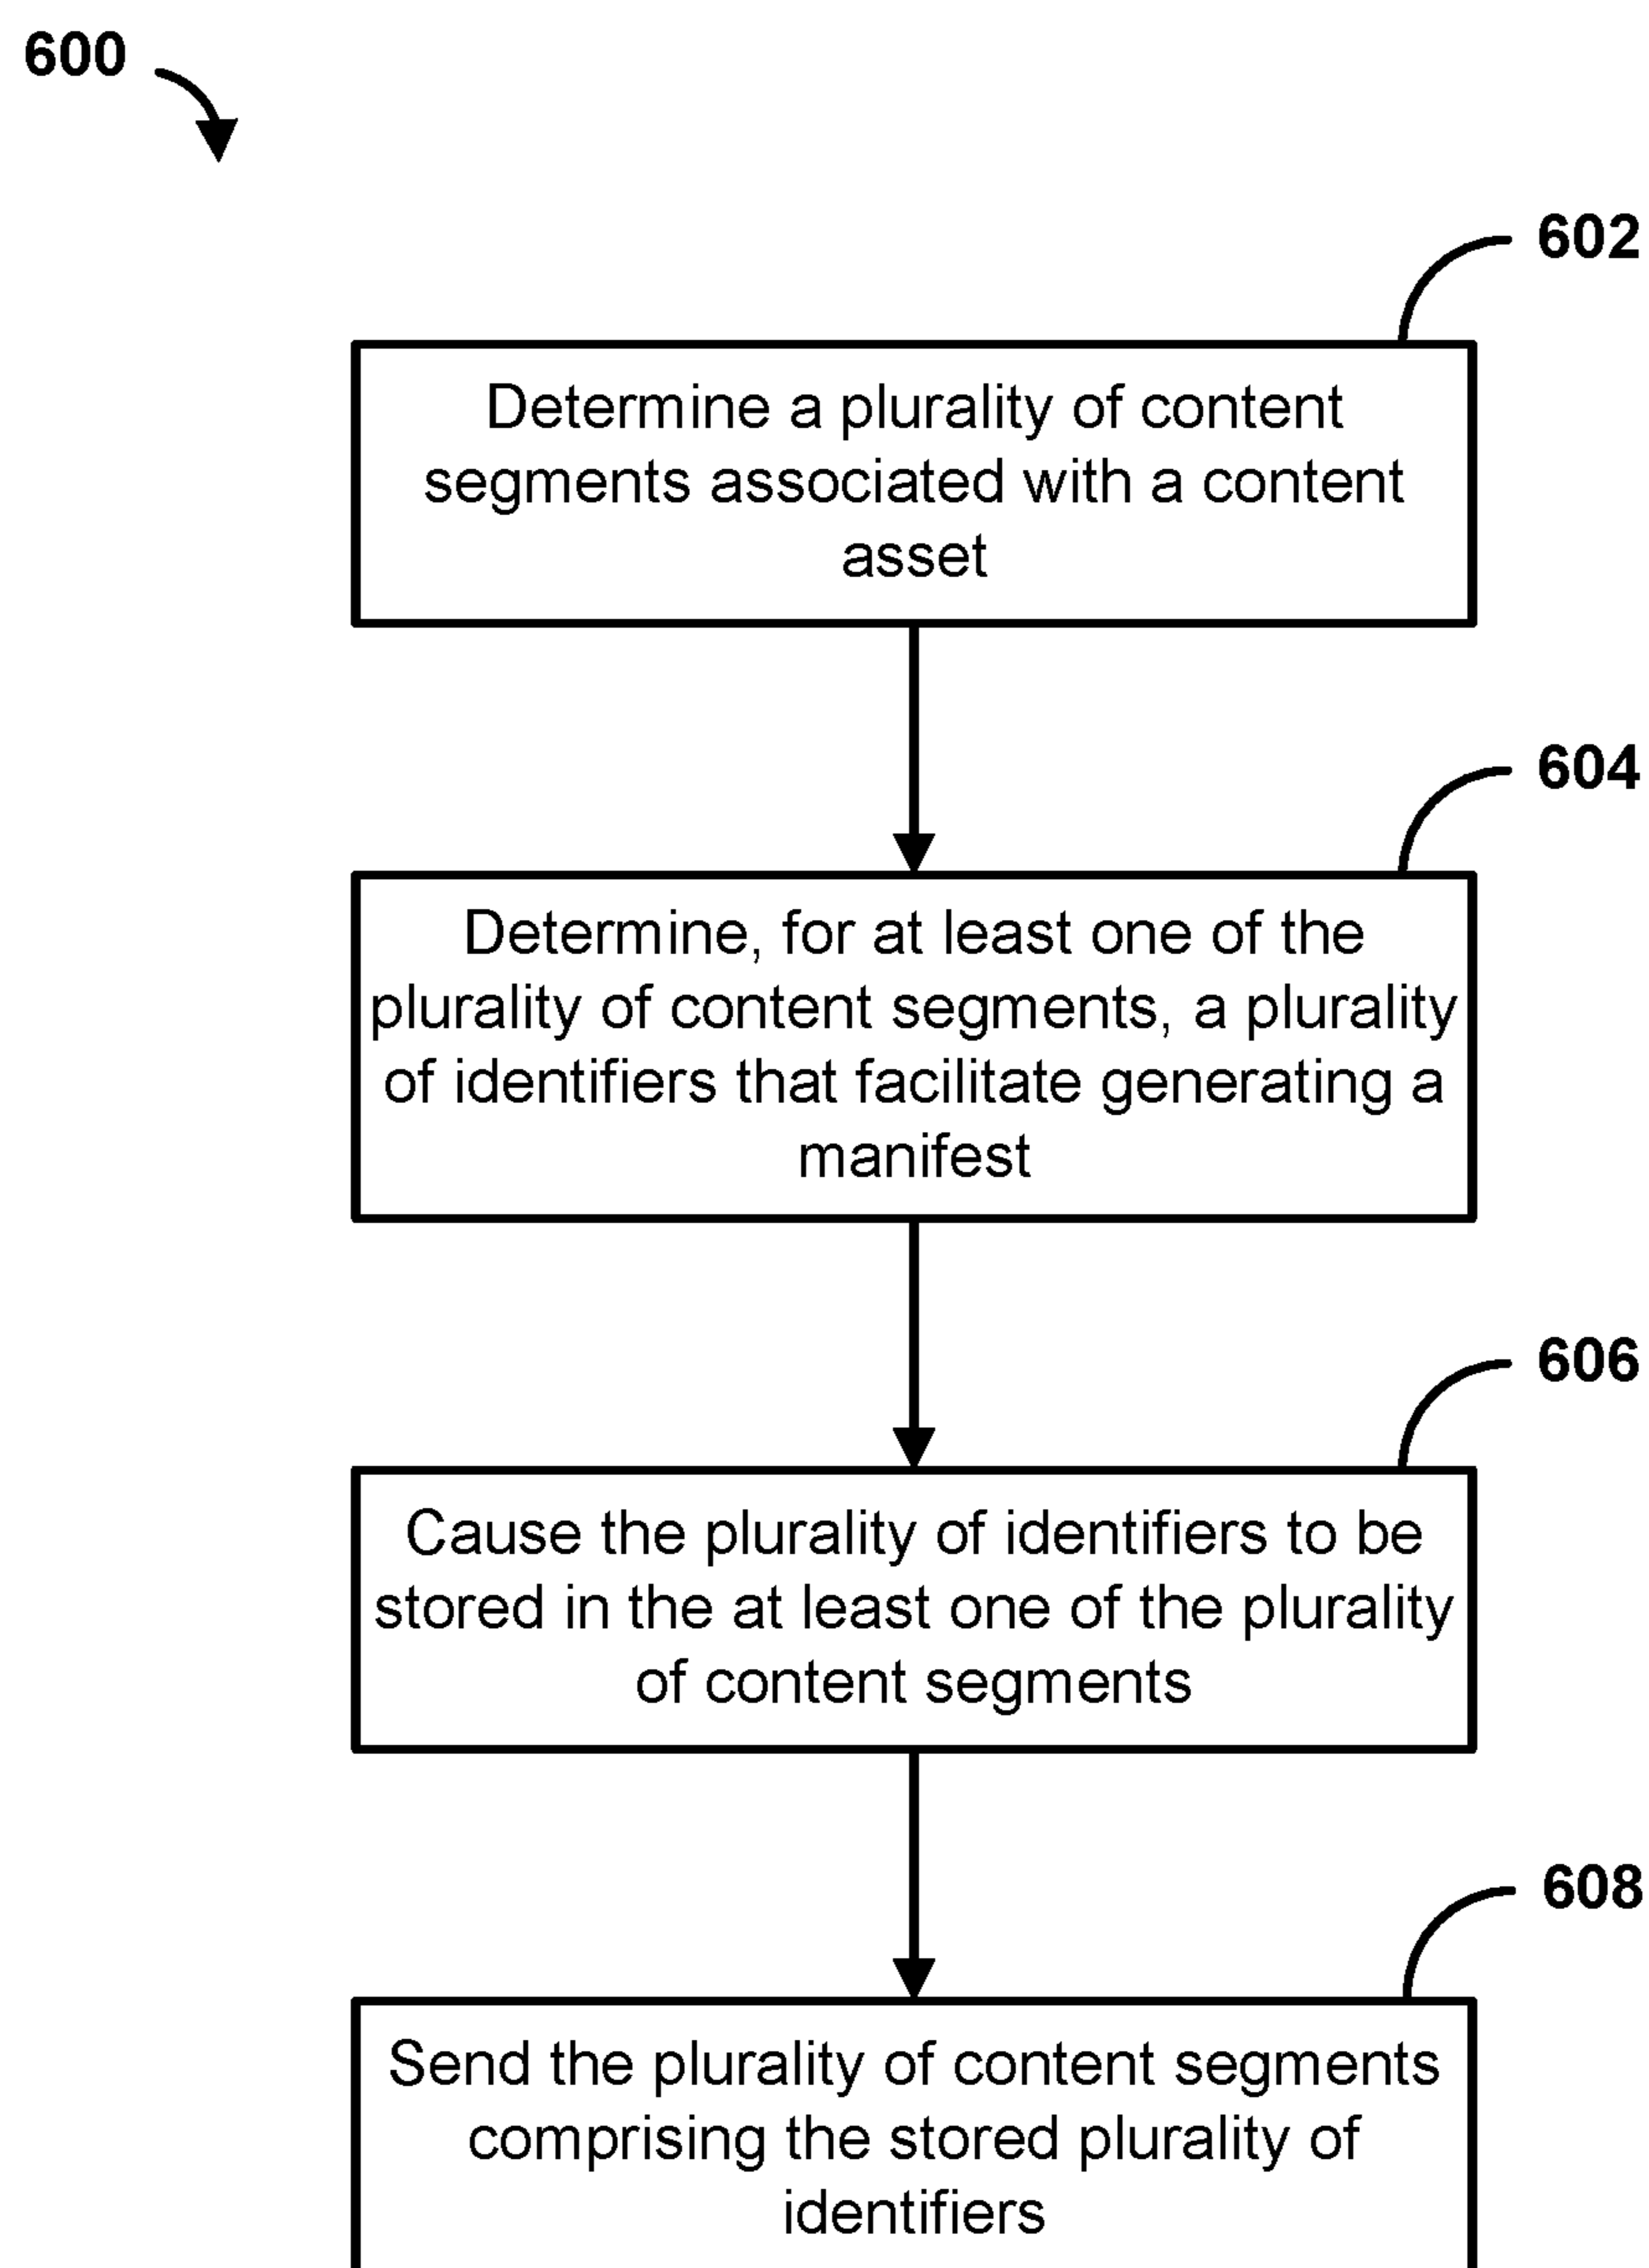 600
602
Determine a plurality of content
segments associated with a content
asset
604
Determine, for at least one of the
plurality of content segments, a plurality
of identifiers that facilitate generating a
manifest
606
Cause the plurality of identifiers to be
stored in the at least one of the plurality
of content segments
608
Send the plurality of content segments
comprising the stored plurality of
identifiers